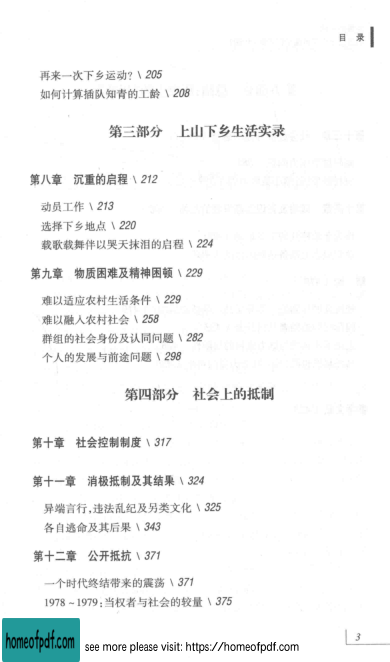 目 录
再来一次下乡运动? \ 205
如何计算插队知青的工龄 \ 208
第三部分 上山下乡生活实录
第八章 沉重的启程 \ 212
动员工作 \ 213
选择下乡地点 \ 220
载歌载舞伴以哭天抹泪的启程 \ 224
第九章 物质困难及精神困顿 \ 229
难以适应农村生活条件 \ 229
难以融入农村社会 \ 258
群组的社会身份及认同问题 \ 282
个人的发展与前途问题 \ 298
第四部分 社会上的抵制
第十章 社会控制制度 \ 317
第十一章 消极抵制及其结果 \ 324
异端言行,违法乱纪及另类文化 \ 325
各自逃命及其后果 \ 343
第十二章 公开抵抗 \ 371
一个时代终结带来的震荡 \ 371
1978 ~ 1979:当权者与社会的较量 \ 375
3
homeofpdf.com
see more please visit: https://homeofpdf.com